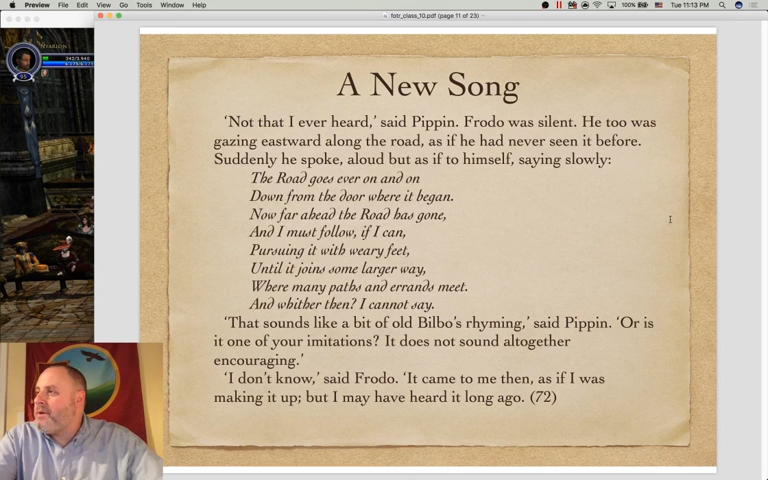 Preview File Edit View Go Tools Window Help
100% Tue 11:13 PM
fotr_class_10.pdf (page 11 of 23)
95
A New Song
‘Not that I ever heard,’ said Pippin. Frodo was silent. He too was
gazing eastward along the road, as if he had never seen it before.
Suddenly he spoke, aloud but as if to himself, saying slowly:
The Road goes ever on and on
Down from the door where it began.
Now far ahead the Road has gone,
And I must follow, if I can,
Pursuing it with weary feet,
Until it joins some larger way,
Where many paths and errands meet.
And whither then? I cannot say.
‘That sounds like a bit of old Bilbo’s rhyming,’ said Pippin. ‘Or is
it one of your imitations? It does not sound altogether
encouraging.’
‘I don’t know,’ said Frodo. ‘It came to me then, as if I was
making it up; but I may have heard it long ago. (72)